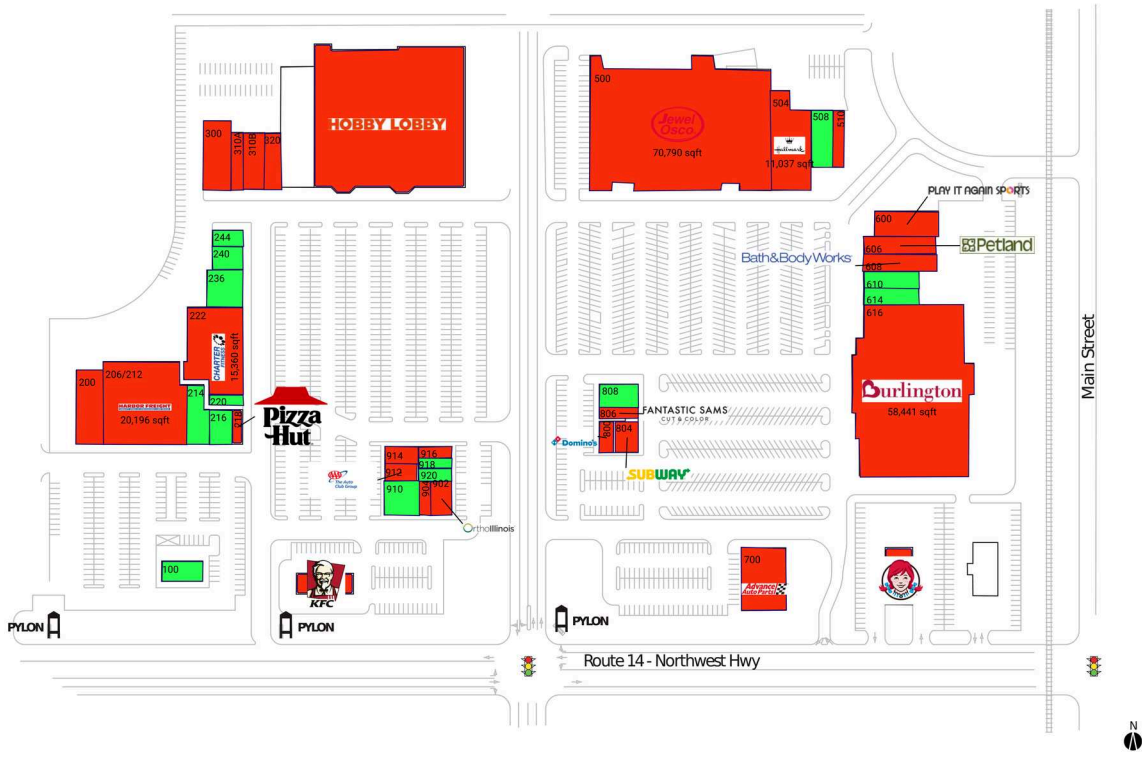 HOBBY LOBBY
300
310A
310B
320
500
Jewel
Osco
70,790 sqft
504
Hallmark
11,037 sqft
508
510
PLAY IT AGAIN SPORTS
600
606
Petland
Bath&BodyWorks
608
610
614
616
Burlington
58,441 sqft
Main Street
244
240
236
222
CHARTER
FITNESS
15,360 sqft
200
206/212
HARBOR FREIGHT
20,196 sqft
214
220
216
218
Pizza
Hut
808
806
FANTASTIC SAMS
CUT & COLOR
800
804
Domino's
SUBWAY
914
916
918
912
920
910
904
902
AAA
The Auto
Club Group
OrthoIllinois
100
KFC
700
Advance
Auto Parts
Wendy's
PYLON
PYLON
PYLON
Route 14 - Northwest Hwy
N